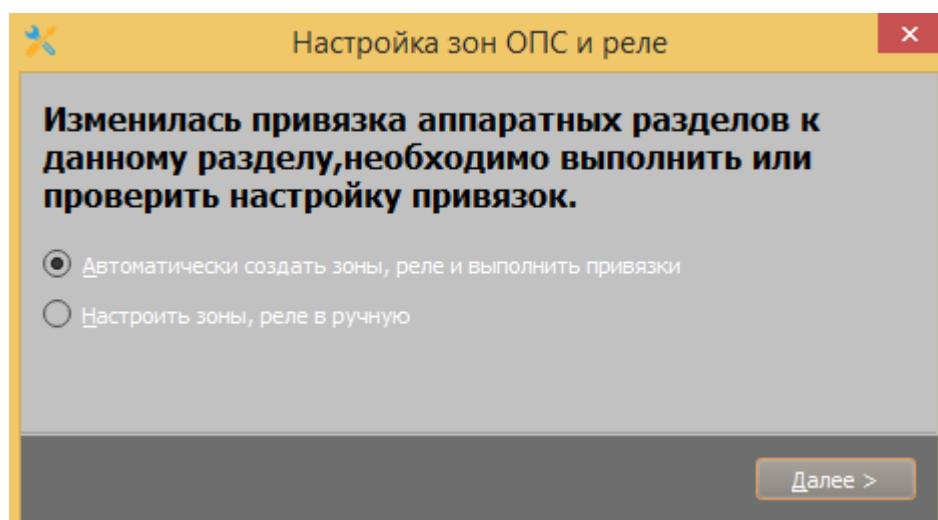 Настройка зон ОПС и реле
Изменилась привязка аппаратных разделов к
данному разделу,необходимо выполнить или
проверить настройку привязок.
Автоматически создать зоны, реле и выполнить привязки
Настроить зоны, реле в ручную
Далее >